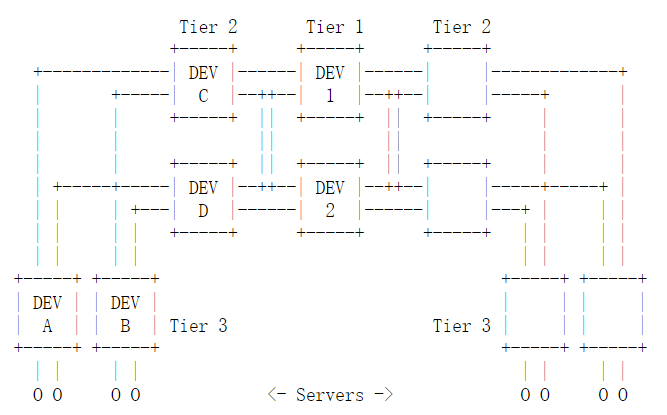 Tier 2 Tier 1 Tier 2
DEV DEV
C 1
DEV DEV
D 2
DEV DEV
A B Tier 3 Tier 3
O O O O <- Servers -> O O O O